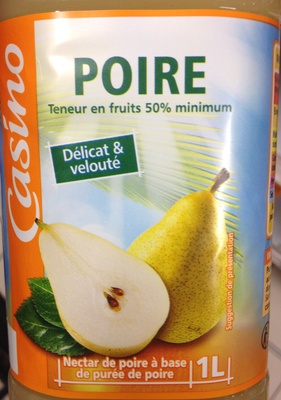 Casino
POIRE
Teneur en fruits 50% minimum
Délicat &
velouté
Suggestion de présentation
Nectar de poire à base
de purée de poire
1L